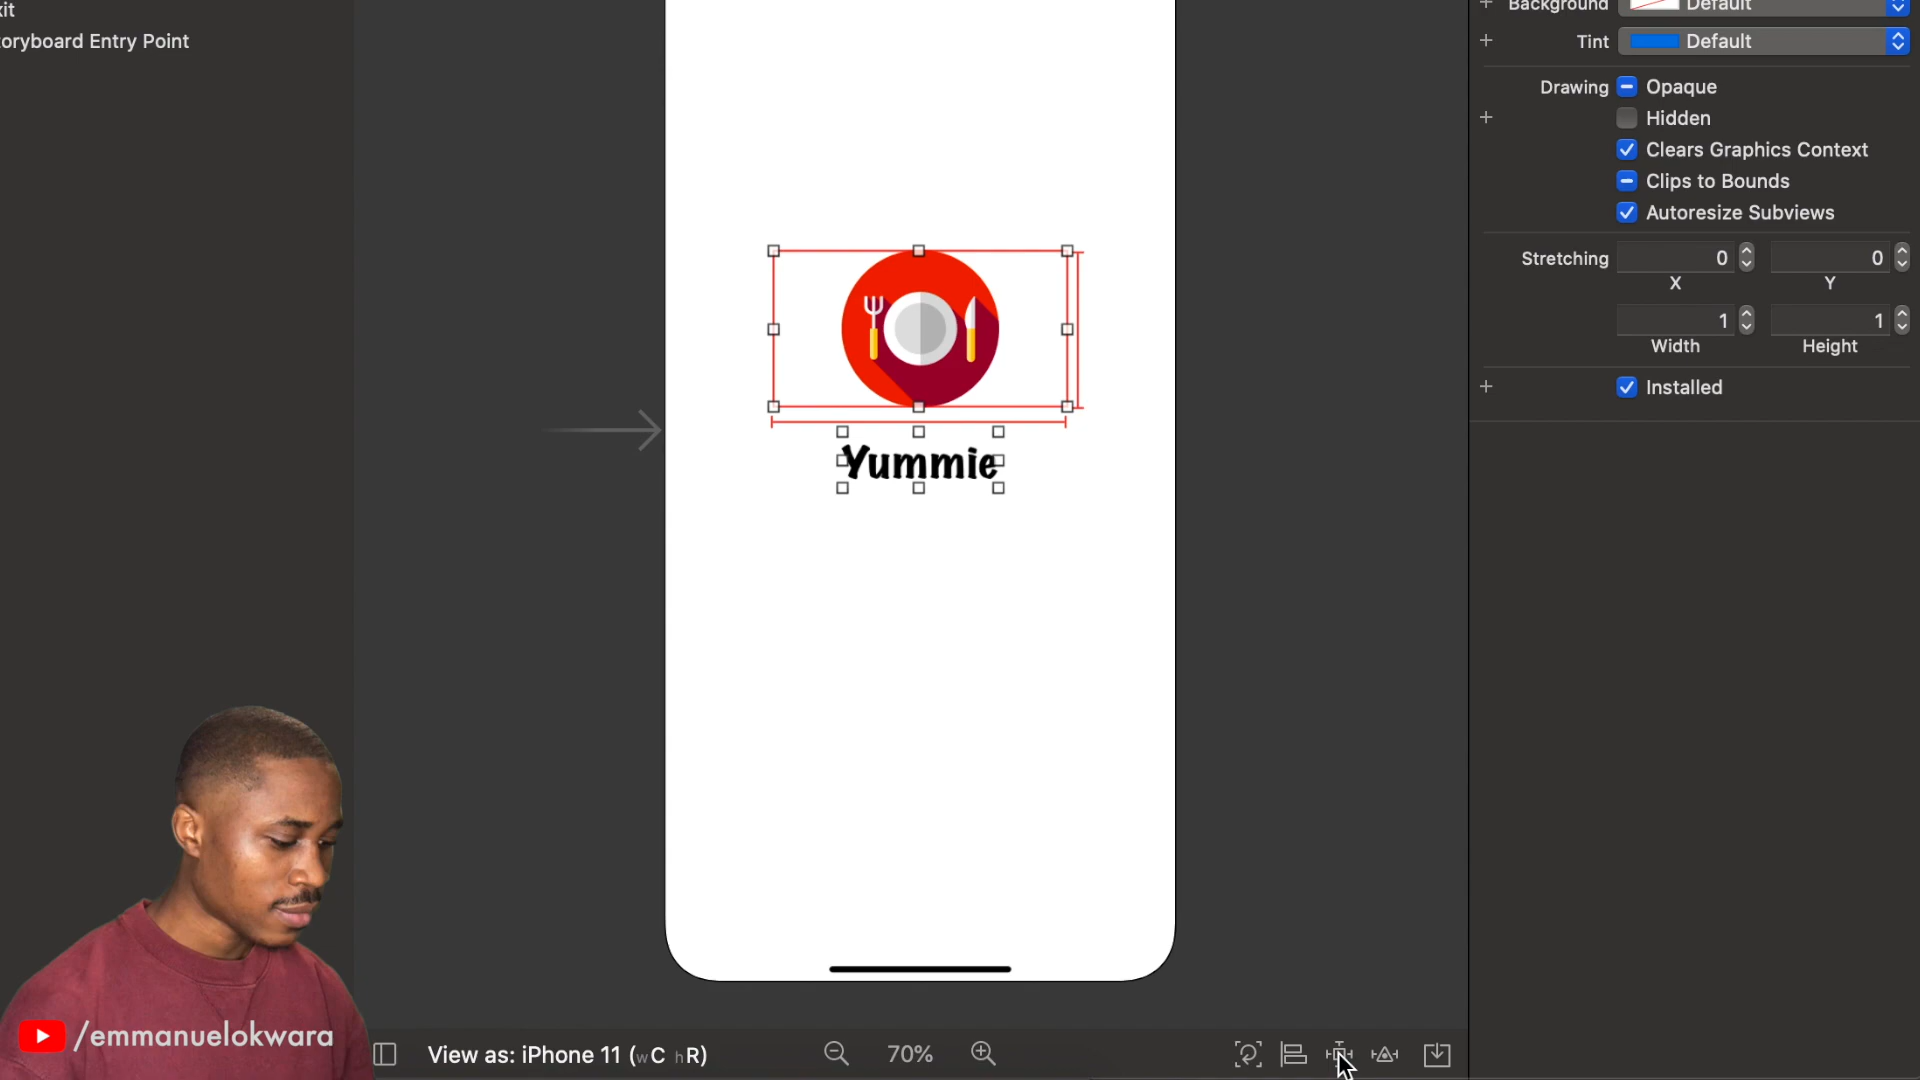 xit
oryboard Entry Point
Background Default
Tint Default
Drawing Opaque
Hidden
Clears Graphics Context
Clips to Bounds
Autoresize Subviews
Stretching 0 0
X Y
1 1
Width Height
Installed
Yummie
/emmanuelokwara
View as: iPhone 11 (wC hR)
70%